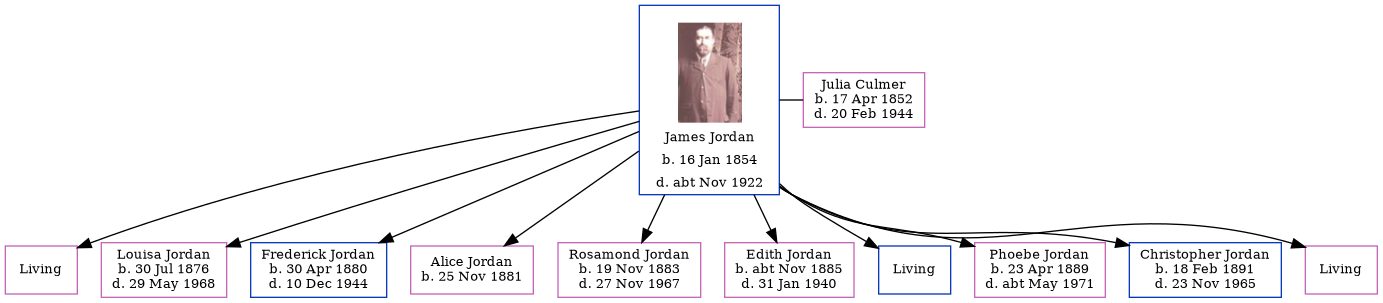 James Jordan
b. 16 Jan 1854
d. abt Nov 1922
Julia Culmer
b. 17 Apr 1852
d. 20 Feb 1944
Living
Louisa Jordan
b. 30 Jul 1876
d. 29 May 1968
Frederick Jordan
b. 30 Apr 1880
d. 10 Dec 1944
Alice Jordan
b. 25 Nov 1881
Rosamond Jordan
b. 19 Nov 1883
d. 27 Nov 1967
Edith Jordan
b. abt Nov 1885
d. 31 Jan 1940
Living
Phoebe Jordan
b. 23 Apr 1889
d. abt May 1971
Christopher Jordan
b. 18 Feb 1891
d. 23 Nov 1965
Living